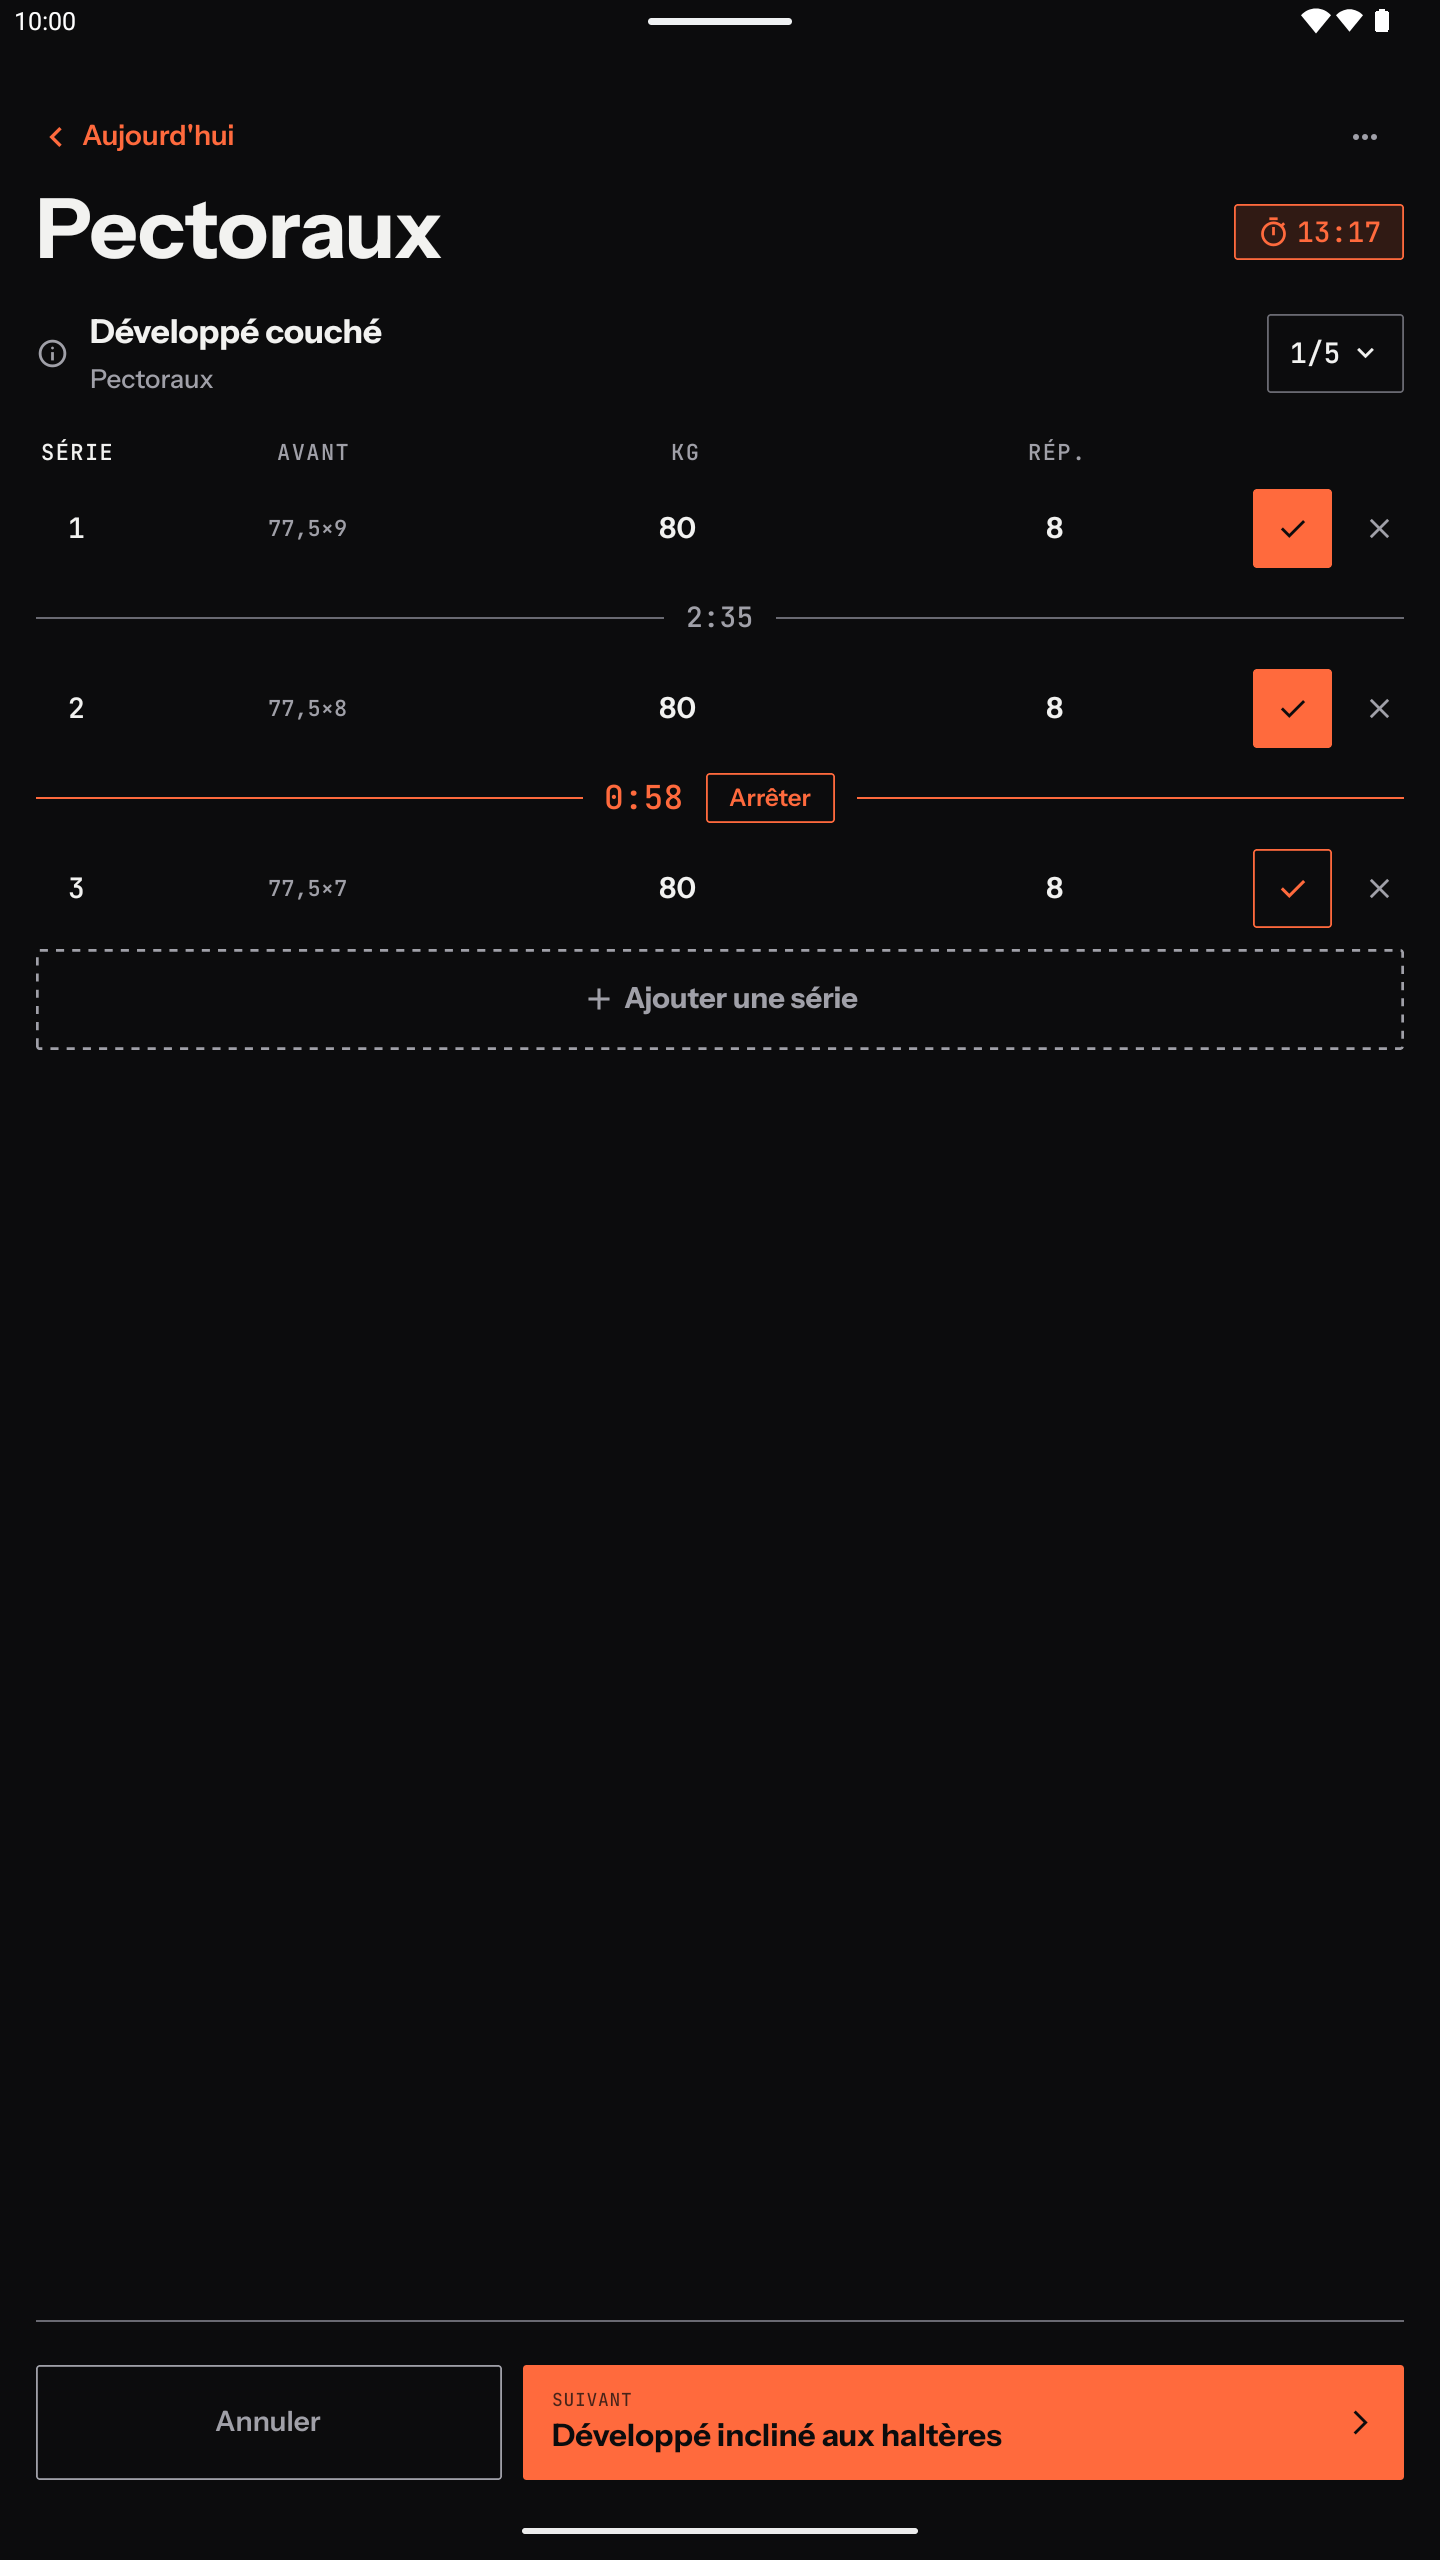 10:00
Aujourd'hui
Pectoraux
13:17
Développé couché
Pectoraux
1/5
SÉRIE AVANT KG RÉP.
1 77,5×9 80 8
2:35
2 77,5×8 80 8
0:58 Arrêter
3 77,5×7 80 8
Ajouter une série
Annuler
SUIVANT
Développé incliné aux haltères